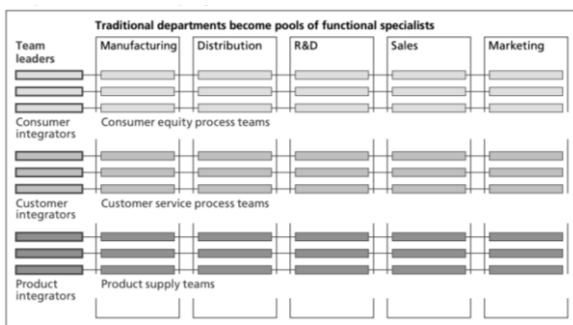 Traditional departments become pools of functional specialists
Team
leaders
Manufacturing
Distribution
R&D
Sales
Marketing
Consumer
integrators
Consumer equity process teams
Customer
integrators
Customer service process teams
Product
integrators
Product supply teams